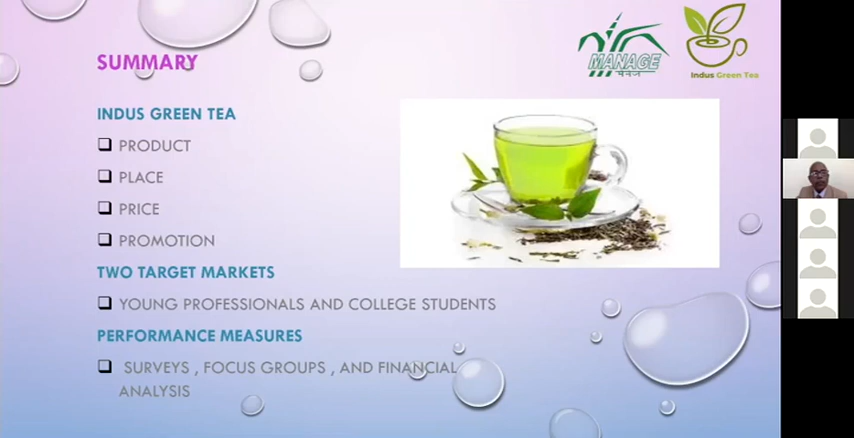 SUMMARY
MANAGE
मैनेज
Indus Green Tea
INDUS GREEN TEA
PRODUCT
PLACE
PRICE
PROMOTION
TWO TARGET MARKETS
YOUNG PROFESSIONALS AND COLLEGE STUDENTS
PERFORMANCE MEASURES
SURVEYS , FOCUS GROUPS , AND FINANCIAL
ANALYSIS